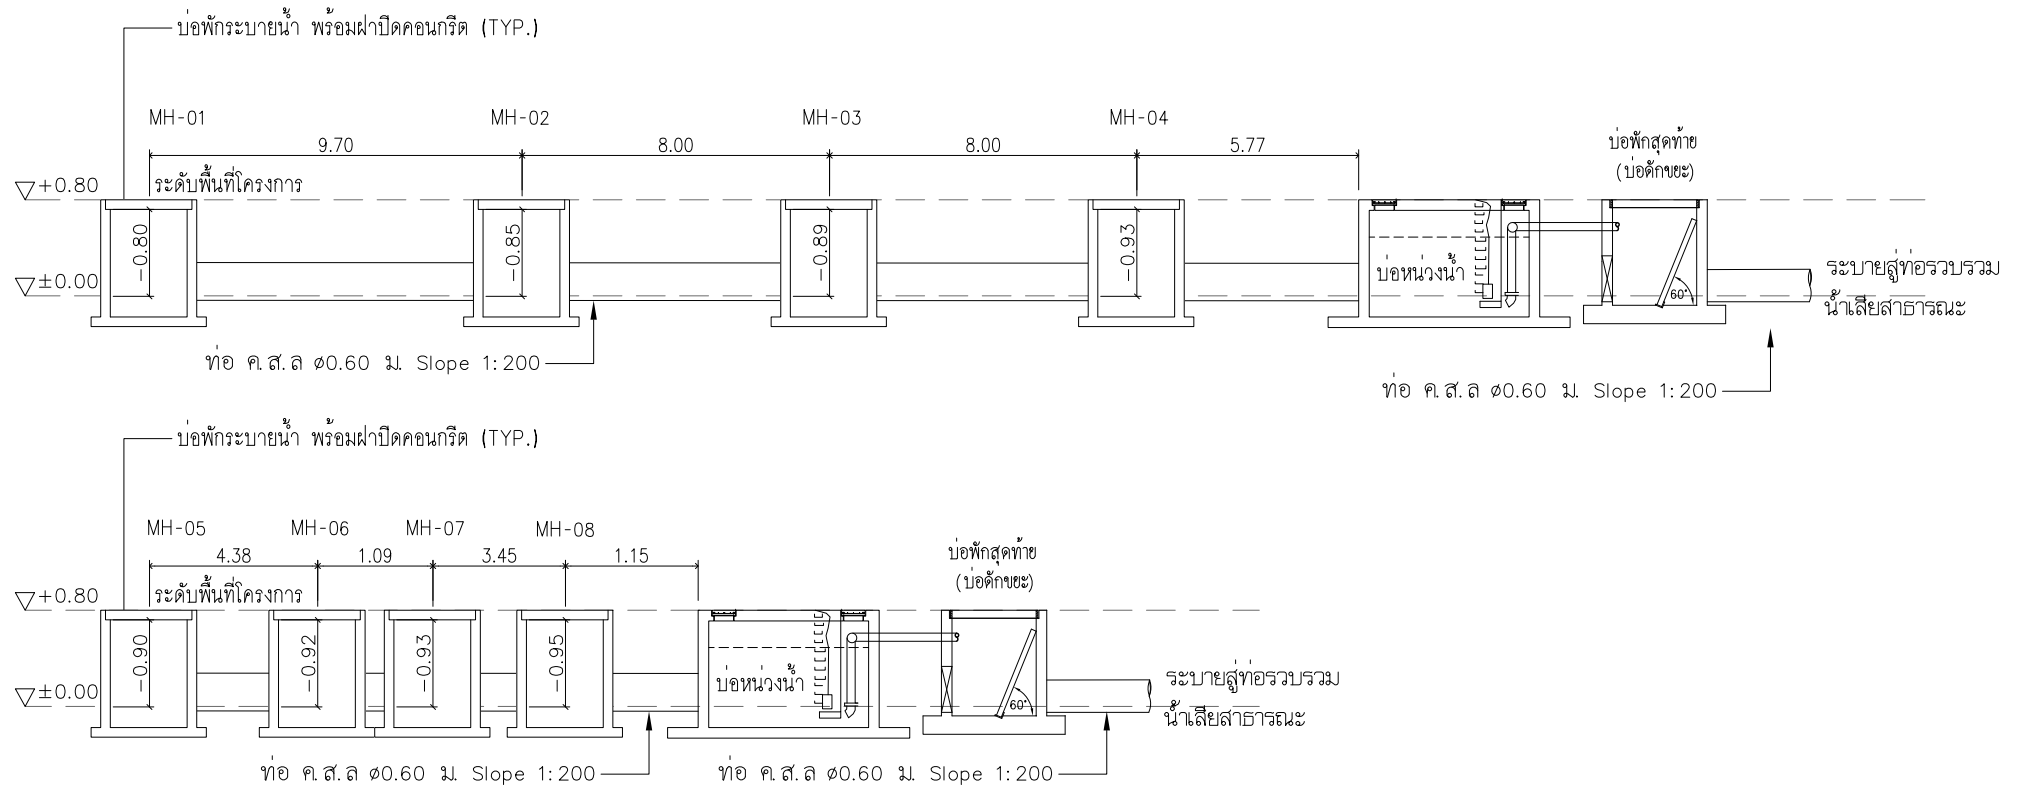 บ่อพักระบายน้ำ พร้อมฝาปิดคอนกรีต (TYP.)
MH-01 MH-02 MH-03 MH-04
9.70 8.00 8.00 5.77
บ่อพักสุดท้าย
(บ่อดักขยะ)
+0.80 ระดับพื้นที่โครงการ
-0.80 -0.85 -0.89 -0.93
±0.00
บ่อหน่วงน้ำ
60°
ระบายสู่ท่อรวบรวม
น้ำเสียสาธารณะ
ท่อ ค.ส.ล ø0.60 ม. Slope 1:200
ท่อ ค.ส.ล ø0.60 ม. Slope 1:200
บ่อพักระบายน้ำ พร้อมฝาปิดคอนกรีต (TYP.)
MH-05 MH-06 MH-07 MH-08
4.38 1.09 3.45 1.15
บ่อพักสุดท้าย
(บ่อดักขยะ)
+0.80 ระดับพื้นที่โครงการ
-0.90 -0.92 -0.93 -0.95
±0.00
บ่อหน่วงน้ำ
60°
ระบายสู่ท่อรวบรวม
น้ำเสียสาธารณะ
ท่อ ค.ส.ล ø0.60 ม. Slope 1:200
ท่อ ค.ส.ล ø0.60 ม. Slope 1:200